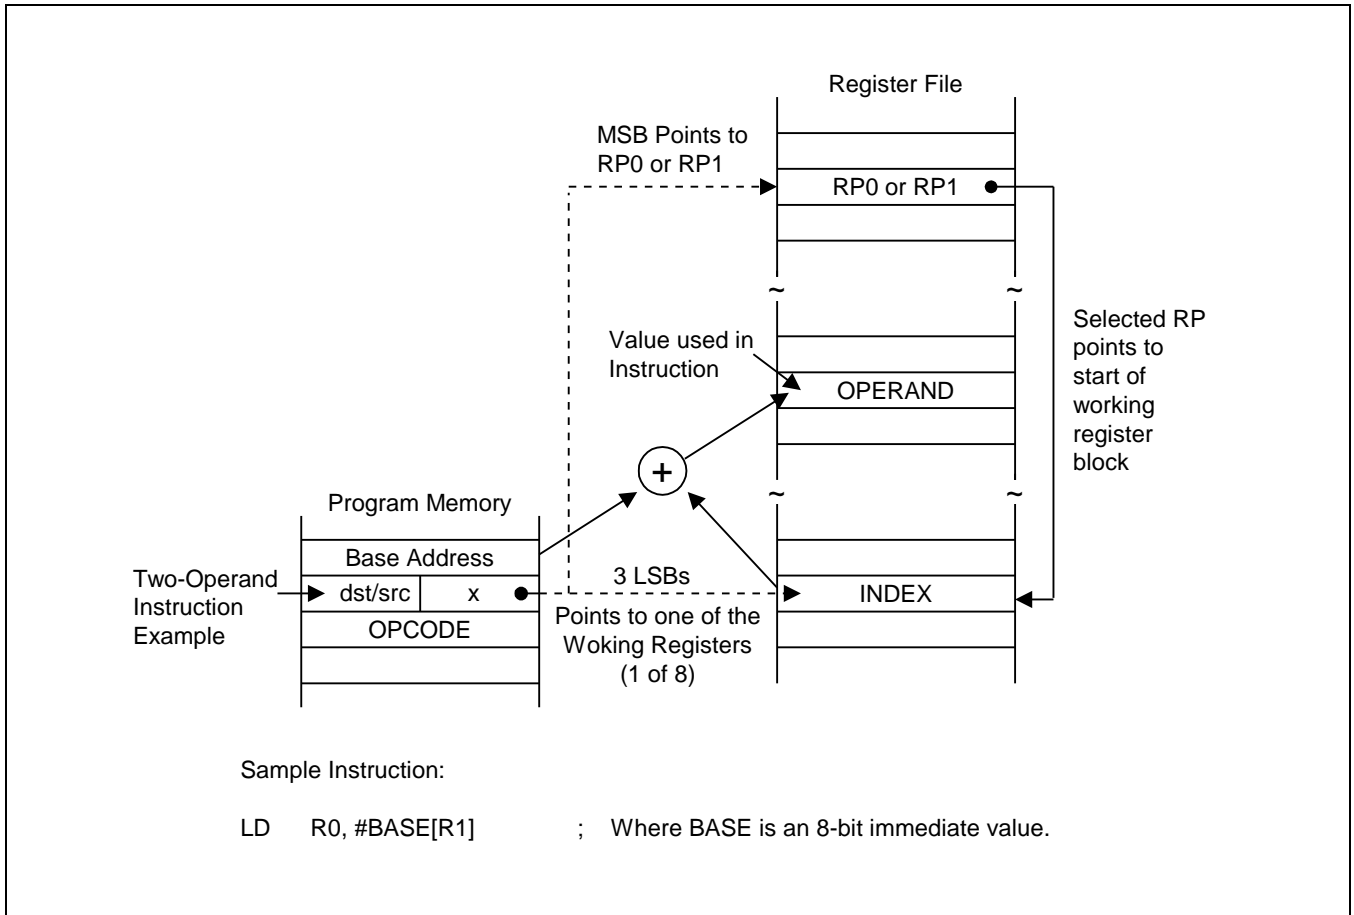 Register File
MSB Points to
RP0 or RP1
RP0 or RP1
~ ~
Selected RP
points to
start of
working
register
block
Value used in
Instruction
OPERAND
+
~ ~
Program Memory
Base Address
Two-Operand
Instruction
Example
dst/src x
3 LSBs
INDEX
OPCODE
Points to one of the
Woking Registers
(1 of 8)
Sample Instruction:
LD R0, #BASE[R1] ; Where BASE is an 8-bit immediate value.